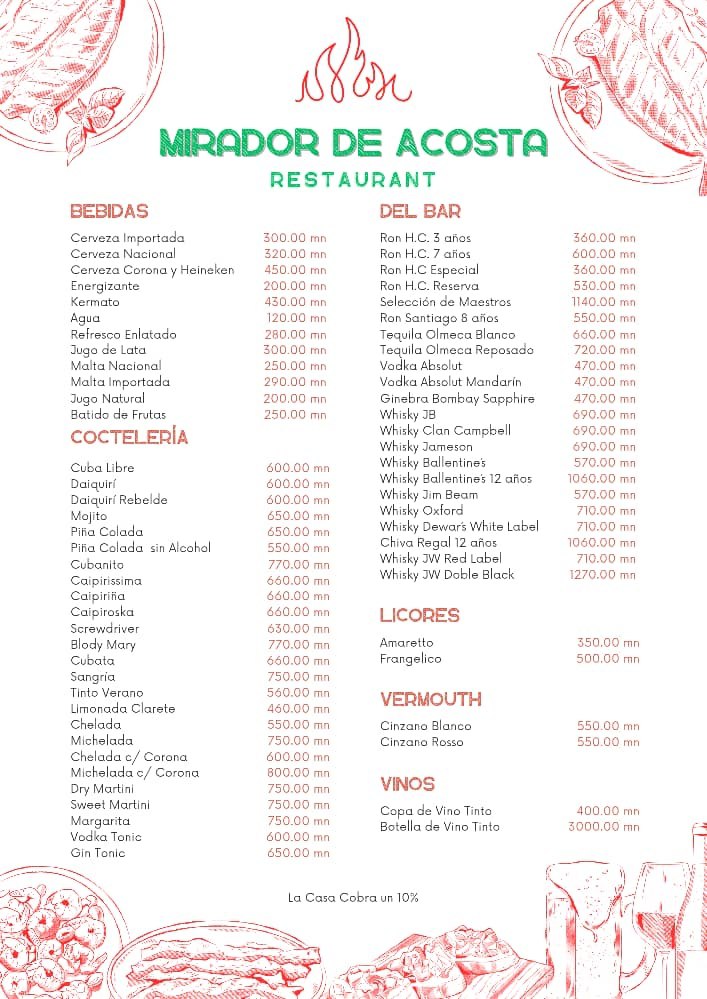 MIRADOR DE ACOSTA
RESTAURANT
BEBIDAS
Cerveza Importada 300.00 mn
Cerveza Nacional 320.00 mn
Cerveza Corona y Heineken 450.00 mn
Energizante 200.00 mn
Kermato 430.00 mn
Agua 120.00 mn
Refresco Enlatado 280.00 mn
Jugo de Lata 300.00 mn
Malta Nacional 250.00 mn
Malta Importada 290.00 mn
Jugo Natural 200.00 mn
Batido de Frutas 250.00 mn
COCTELERÍA
Cuba Libre 600.00 mn
Daiquirí 600.00 mn
Daiquirí Rebelde 600.00 mn
Mojito 650.00 mn
Piña Colada 650.00 mn
Piña Colada sin Alcohol 550.00 mn
Cubanito 770.00 mn
Caipirissima 660.00 mn
Caipiriña 660.00 mn
Caipiroska 660.00 mn
Screwdriver 630.00 mn
Blody Mary 770.00 mn
Cubata 660.00 mn
Sangría 750.00 mn
Tinto Verano 560.00 mn
Limonada Clarete 460.00 mn
Chelada 550.00 mn
Michelada 750.00 mn
Chelada c/ Corona 600.00 mn
Michelada c/ Corona 800.00 mn
Dry Martini 750.00 mn
Sweet Martini 750.00 mn
Margarita 750.00 mn
Vodka Tonic 600.00 mn
Gin Tonic 650.00 mn
DEL BAR
Ron H.C. 3 años 360.00 mn
Ron H.C. 7 años 600.00 mn
Ron H.C Especial 360.00 mn
Ron H.C. Reserva 530.00 mn
Selección de Maestros 1140.00 mn
Ron Santiago 8 años 550.00 mn
Tequila Olmeca Blanco 660.00 mn
Tequila Olmeca Reposado 720.00 mn
Vodka Absolut 470.00 mn
Vodka Absolut Mandarín 470.00 mn
Ginebra Bombay Sapphire 470.00 mn
Whisky JB 690.00 mn
Whisky Clan Campbell 690.00 mn
Whisky Jameson 690.00 mn
Whisky Ballentine's 570.00 mn
Whisky Ballentine's 12 años 1060.00 mn
Whisky Jim Beam 570.00 mn
Whisky Oxford 710.00 mn
Whisky Dewar's White Label 710.00 mn
Chiva Regal 12 años 1060.00 mn
Whisky JW Red Label 710.00 mn
Whisky JW Doble Black 1270.00 mn
LICORES
Amaretto 350.00 mn
Frangelico 500.00 mn
VERMOUTH
Cinzano Blanco 550.00 mn
Cinzano Rosso 550.00 mn
VINOS
Copa de Vino Tinto 400.00 mn
Botella de Vino Tinto 3000.00 mn
La Casa Cobra un 10%